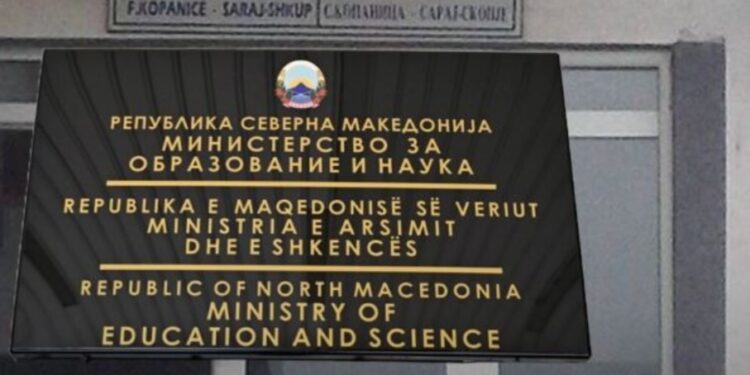 F.KOPANICE - SARAJ-SHKUP
С.КОПАНИЦА - САРАЈ-СКОПЈЕ
РЕПУБЛИКА СЕВЕРНА МАКЕДОНИЈА
МИНИСТЕРСТВО ЗА
ОБРАЗОВАНИЕ И НАУКА
REPUBLIKA E MAQEDONISË SË VERIUT
MINISTRIA E ARSIMIT
DHE E SHKENCËS
REPUBLIC OF NORTH MACEDONIA
MINISTRY OF
EDUCATION AND SCIENCE